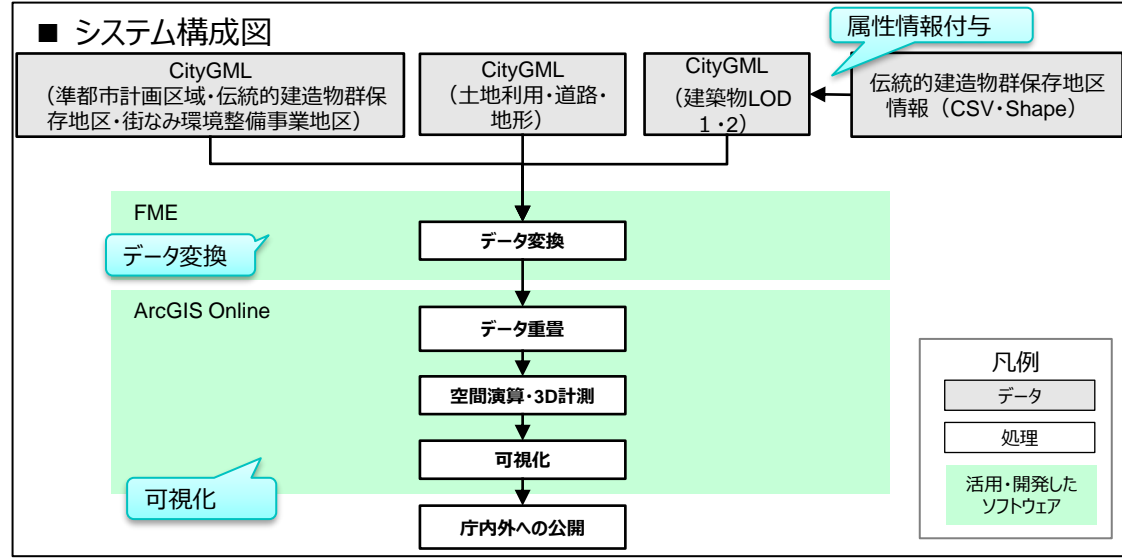 ■ システム構成図
属性情報付与
CityGML
（準都市計画区域・伝統的建造物群保
存地区・街なみ環境整備事業地区）
CityGML
（土地利用・道路・
地形）
CityGML
（建築物LOD
1・2）
伝統的建造物群保存地区
情報（CSV・Shape）
FME
データ変換
データ変換
ArcGIS Online
データ重畳
空間演算・3D計測
可視化
可視化
庁内外への公開
凡例
データ
処理
活用・開発した
ソフトウェア